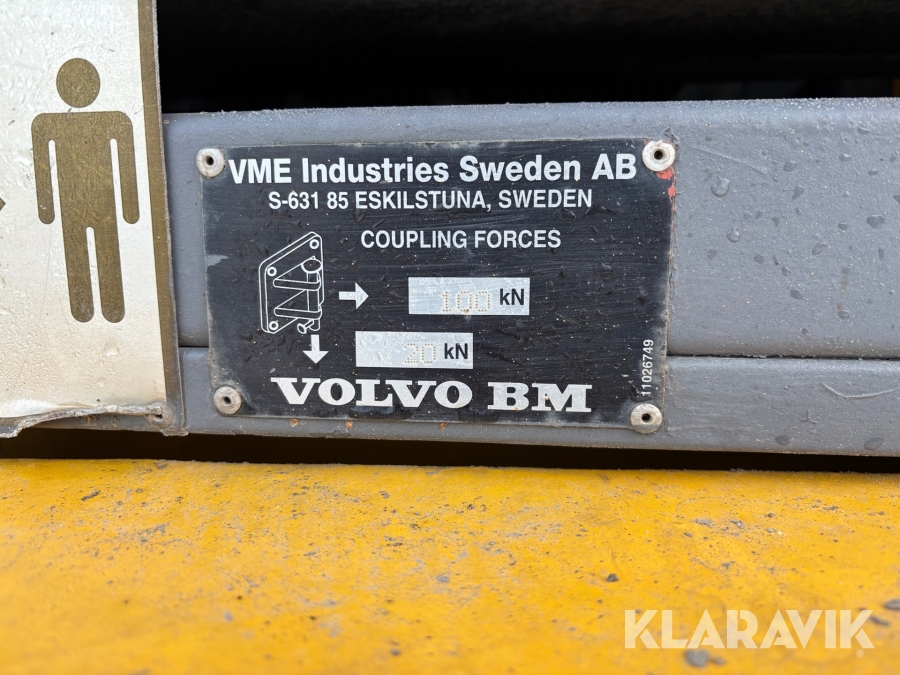 VME Industries Sweden AB
S-631 85 ESKILSTUNA, SWEDEN
COUPLING FORCES
100 kN
20 kN
VOLVO BM
11026749
KLARAVIK